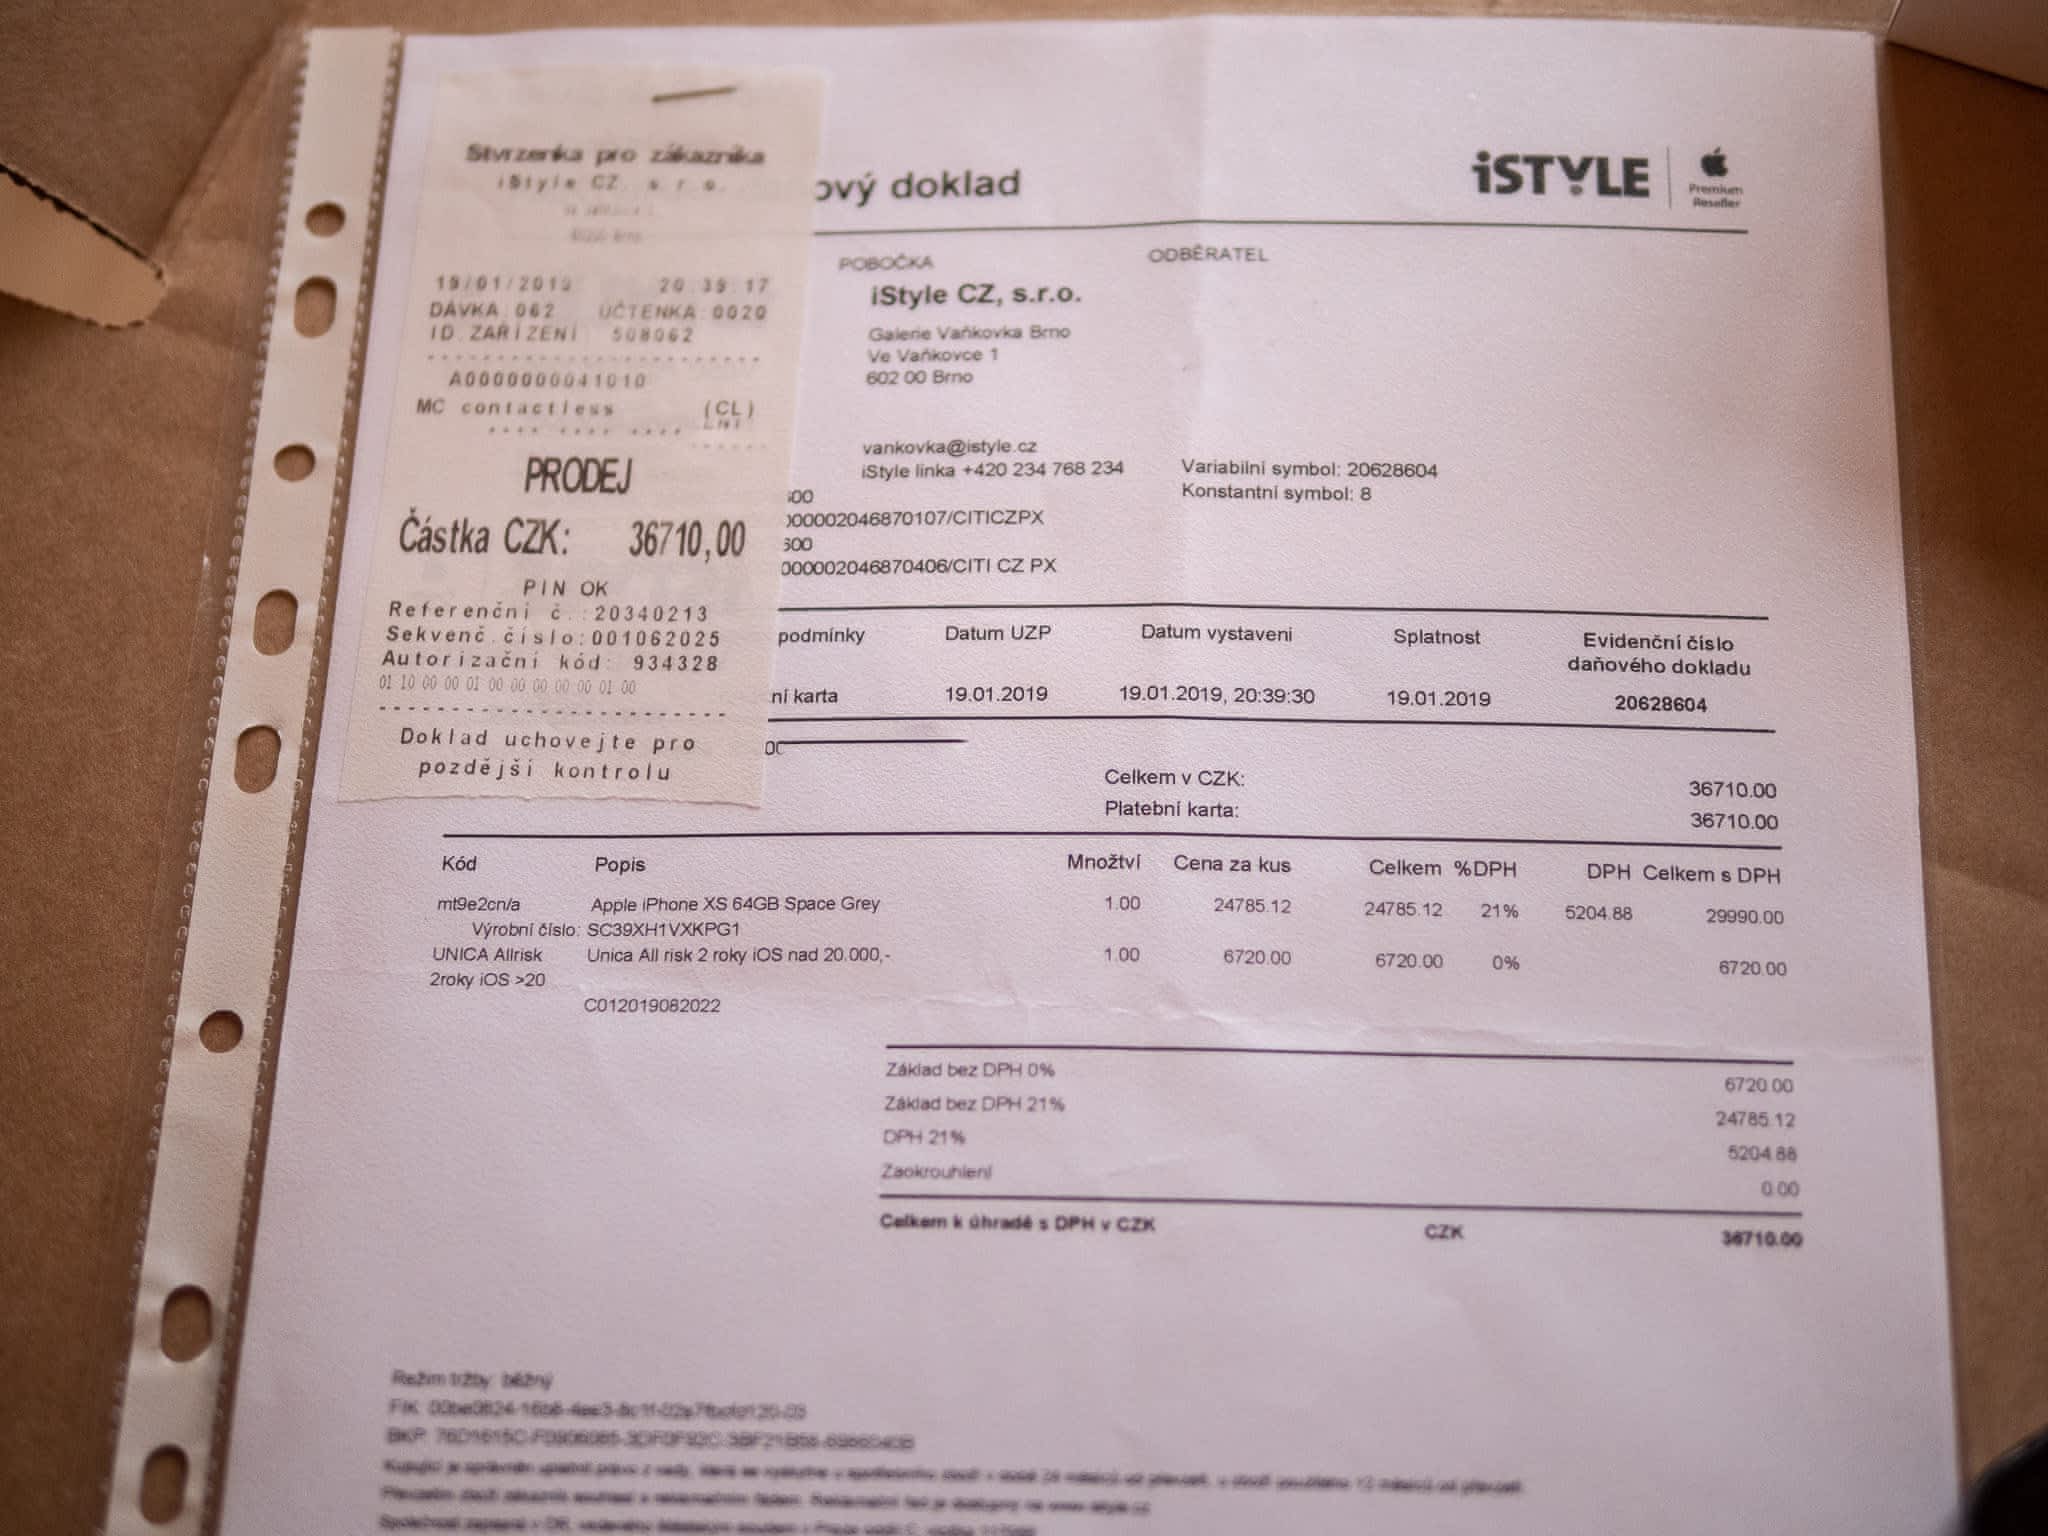 Stvrzenka pro zákazníka
iStyle CZ, s.r.o.
19/01/2019 20:39:17
DÁVKA:062 ÚČTENKA:0020
ID ZAŘÍZENÍ 508062
A0000000041010
MC contactless (CL)
PRODEJ
Částka CZK: 36710,00
PIN OK
Referenční č.:20340213
Sekvenč.číslo:001062025
Autorizační kód: 934328
01 10 00 00 01 00 00 00 00 00 01 00
Doklad uchovejte pro
pozdější kontrolu
ový doklad
iSTYLE
Premium
Reseller
POBOČKA
iStyle CZ, s.r.o.
Galerie Vaňkovka Brno
Ve Vaňkovce 1
602 00 Brno
vankovka@istyle.cz
iStyle linka +420 234 768 234
ODBĚRATEL
Variabilní symbol: 20628604
Konstantní symbol: 8
600
000002046870107/CITICZPX
600
000002046870406/CITI CZ PX
podmínky Datum UZP Datum vystavení Splatnost Evidenční číslo
daňového dokladu
ní karta 19.01.2019 19.01.2019, 20:39:30 19.01.2019 20628604
Celkem v CZK: 36710.00
Platební karta: 36710.00
Kód Popis Množtví Cena za kus Celkem %DPH DPH Celkem s DPH
mt9e2cn/a Apple iPhone XS 64GB Space Grey 1.00 24785.12 24785.12 21% 5204.88 29990.00
Výrobní číslo: SC39XH1VXKPG1
UNICA Allrisk Unica All risk 2 roky iOS nad 20.000,- 1.00 6720.00 6720.00 0% 6720.00
2roky iOS >20
C012019082022
Základ bez DPH 0% 6720.00
Základ bez DPH 21% 24785.12
DPH 21% 5204.88
Zaokrouhlení 0.00
Celkem k úhradě s DPH v CZK CZK 36710.00
Režim tržby: běžný
FIK:
BKP: